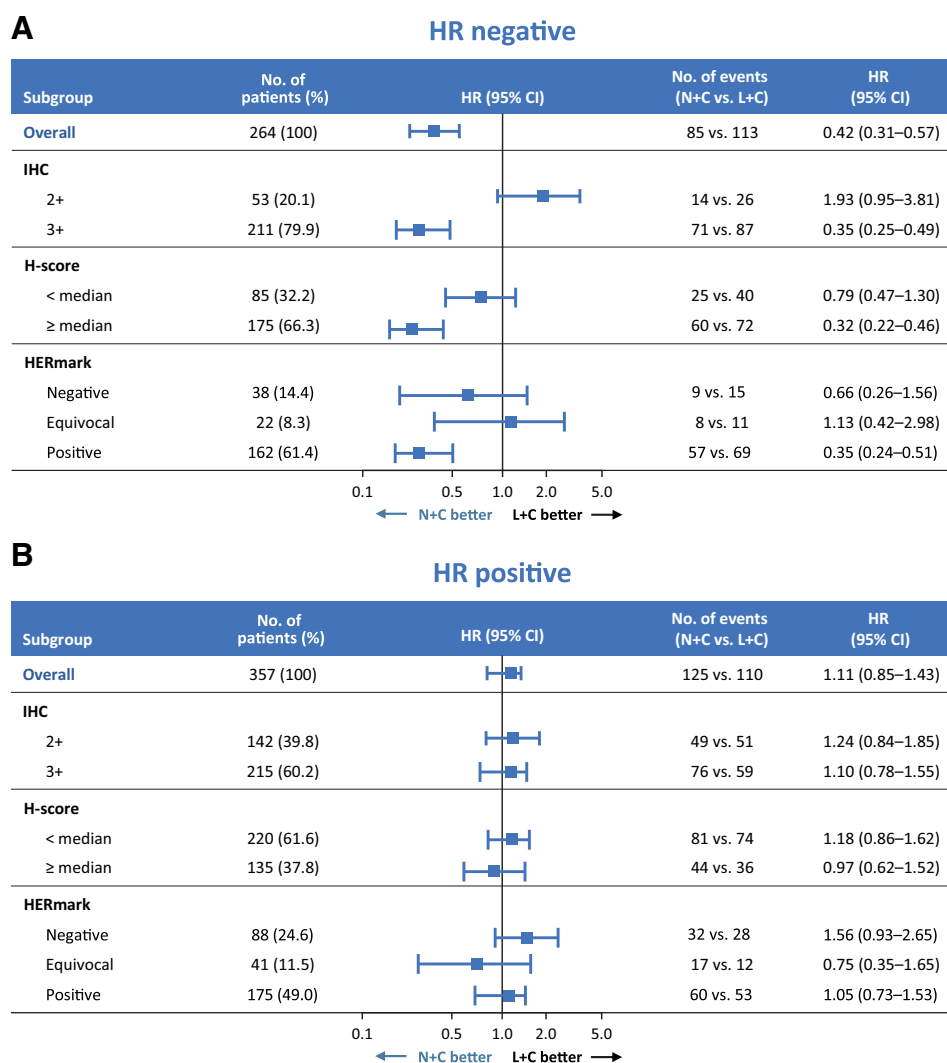 A
HR negative
Subgroup No. of patients (%) HR (95% CI) No. of events (N+C vs. L+C) HR (95% CI)
Overall 264 (100) 85 vs. 113 0.42 (0.31–0.57)
IHC
2+ 53 (20.1) 14 vs. 26 1.93 (0.95–3.81)
3+ 211 (79.9) 71 vs. 87 0.35 (0.25–0.49)
H-score
< median 85 (32.2) 25 vs. 40 0.79 (0.47–1.30)
≥ median 175 (66.3) 60 vs. 72 0.32 (0.22–0.46)
HERmark
Negative 38 (14.4) 9 vs. 15 0.66 (0.26–1.56)
Equivocal 22 (8.3) 8 vs. 11 1.13 (0.42–2.98)
Positive 162 (61.4) 57 vs. 69 0.35 (0.24–0.51)
0.1 0.5 1.0 2.0 5.0
N+C better L+C better
B
HR positive
Subgroup No. of patients (%) HR (95% CI) No. of events (N+C vs. L+C) HR (95% CI)
Overall 357 (100) 125 vs. 110 1.11 (0.85–1.43)
IHC
2+ 142 (39.8) 49 vs. 51 1.24 (0.84–1.85)
3+ 215 (60.2) 76 vs. 59 1.10 (0.78–1.55)
H-score
< median 220 (61.6) 81 vs. 74 1.18 (0.86–1.62)
≥ median 135 (37.8) 44 vs. 36 0.97 (0.62–1.52)
HERmark
Negative 88 (24.6) 32 vs. 28 1.56 (0.93–2.65)
Equivocal 41 (11.5) 17 vs. 12 0.75 (0.35–1.65)
Positive 175 (49.0) 60 vs. 53 1.05 (0.73–1.53)
0.1 0.5 1.0 2.0 5.0
N+C better L+C better